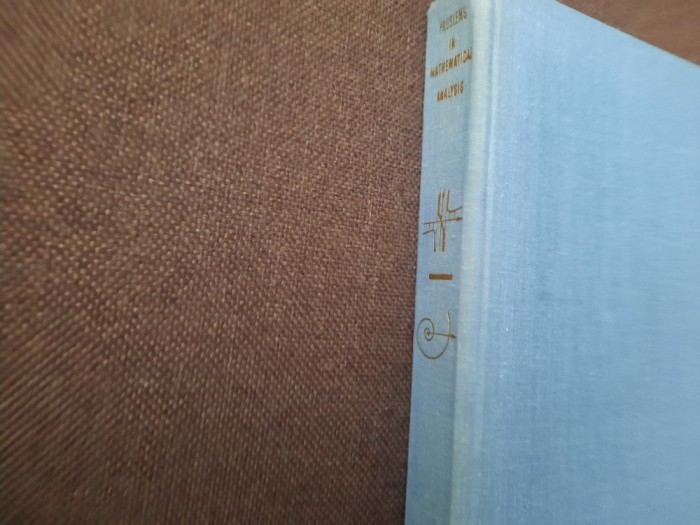 PROBLEMS
IN
MATHEMATICAL
ANALYSIS